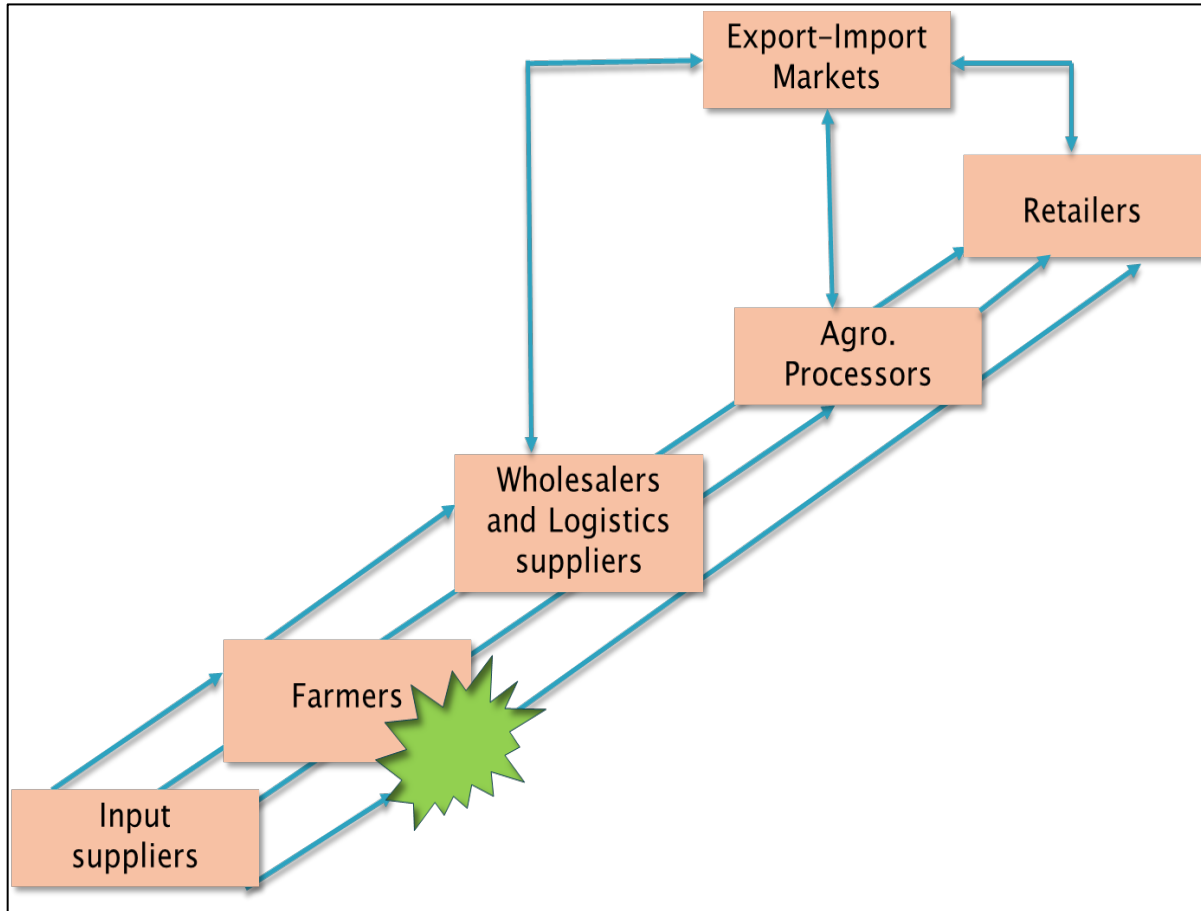 Export-Import
Markets
Retailers
Agro.
Processors
Wholesalers
and Logistics
suppliers
Farmers
Input
suppliers